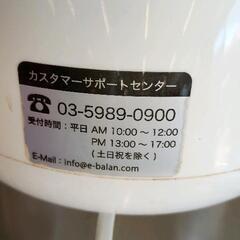 カスタマーサポートセンター
☎ 03-5989-0900
受付時間：平日 AM 10:00～12:00
PM 13:00～17:00
(土日祝を除く)
E-Mail : info@e-balan.com